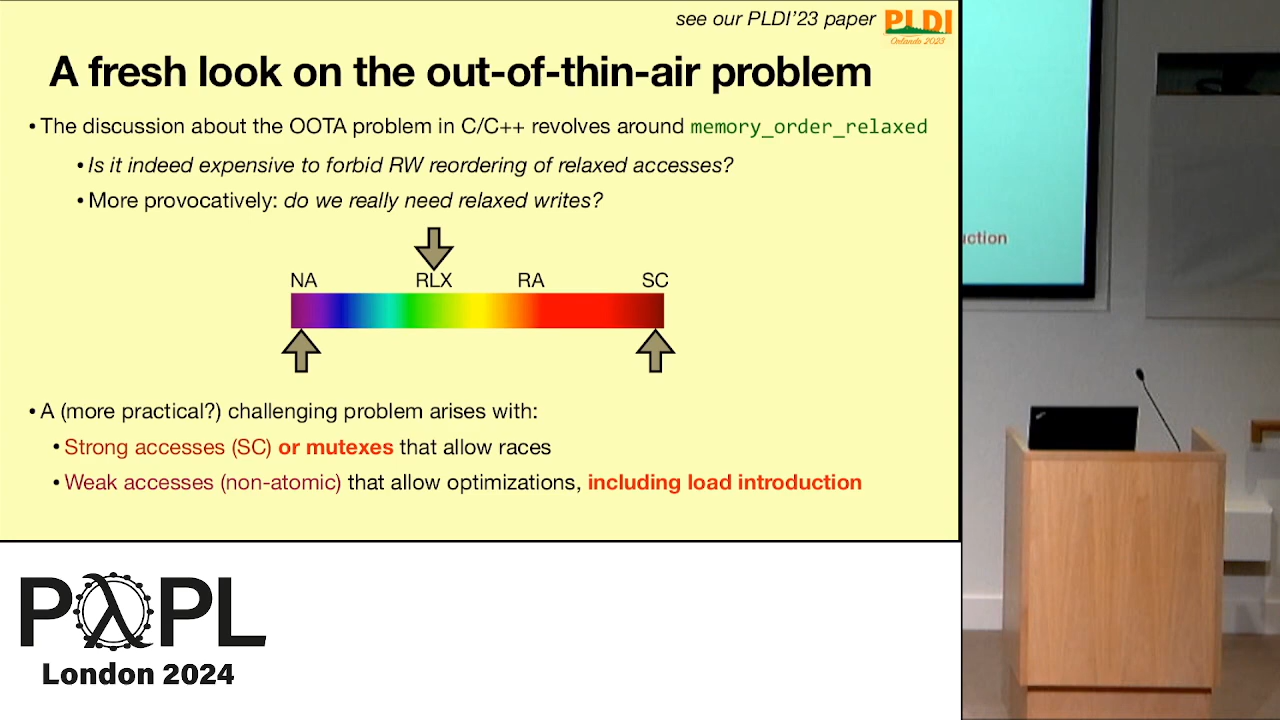 see our PLDI'23 paper
PLDI
Orlando 2023
A fresh look on the out-of-thin-air problem
• The discussion about the OOTA problem in C/C++ revolves around memory_order_relaxed
• Is it indeed expensive to forbid RW reordering of relaxed accesses?
• More provocatively: do we really need relaxed writes?
NA RLX RA SC
• A (more practical?) challenging problem arises with:
• Strong accesses (SC) or mutexes that allow races
• Weak accesses (non-atomic) that allow optimizations, including load introduction
uction
PλPL
London 2024